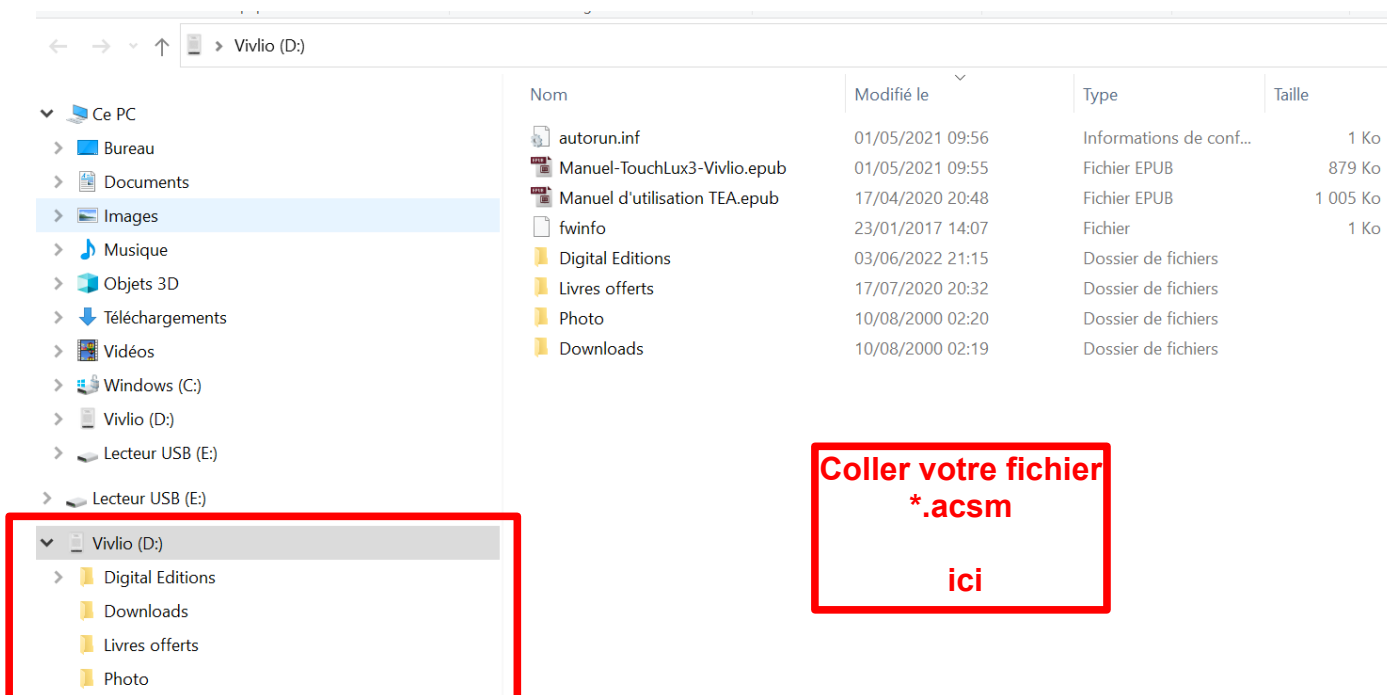 Vivlio (D:)
Nom Modifié le Type Taille
Ce PC
Bureau
Documents
Images
Musique
Objets 3D
Téléchargements
Vidéos
Windows (C:)
Vivlio (D:)
Lecteur USB (E:)
Lecteur USB (E:)
Vivlio (D:)
Digital Editions
Downloads
Livres offerts
Photo
autorun.inf 01/05/2021 09:56 Informations de conf... 1 Ko
Manuel-TouchLux3-Vivlio.epub 01/05/2021 09:55 Fichier EPUB 879 Ko
Manuel d'utilisation TEA.epub 17/04/2020 20:48 Fichier EPUB 1 005 Ko
fwinfo 23/01/2017 14:07 Fichier 1 Ko
Digital Editions 03/06/2022 21:15 Dossier de fichiers
Livres offerts 17/07/2020 20:32 Dossier de fichiers
Photo 10/08/2000 02:20 Dossier de fichiers
Downloads 10/08/2000 02:19 Dossier de fichiers
Coller votre fichier
*.acsm
ici